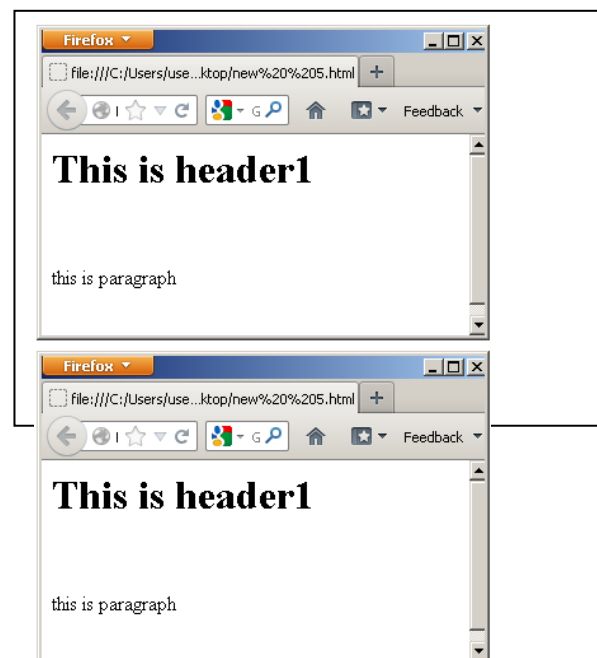 Firefox
file:///C:/Users/use...ktop/new%20%205.html +
G Feedback
This is header1
this is paragraph
Firefox
file:///C:/Users/use...ktop/new%20%205.html +
G Feedback
This is header1
this is paragraph